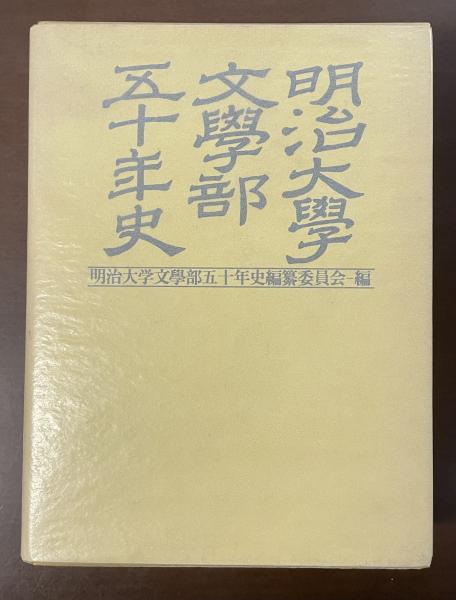 明治大學
文學部
五十年史
明治大学文學部五十年史編纂委員会＝編